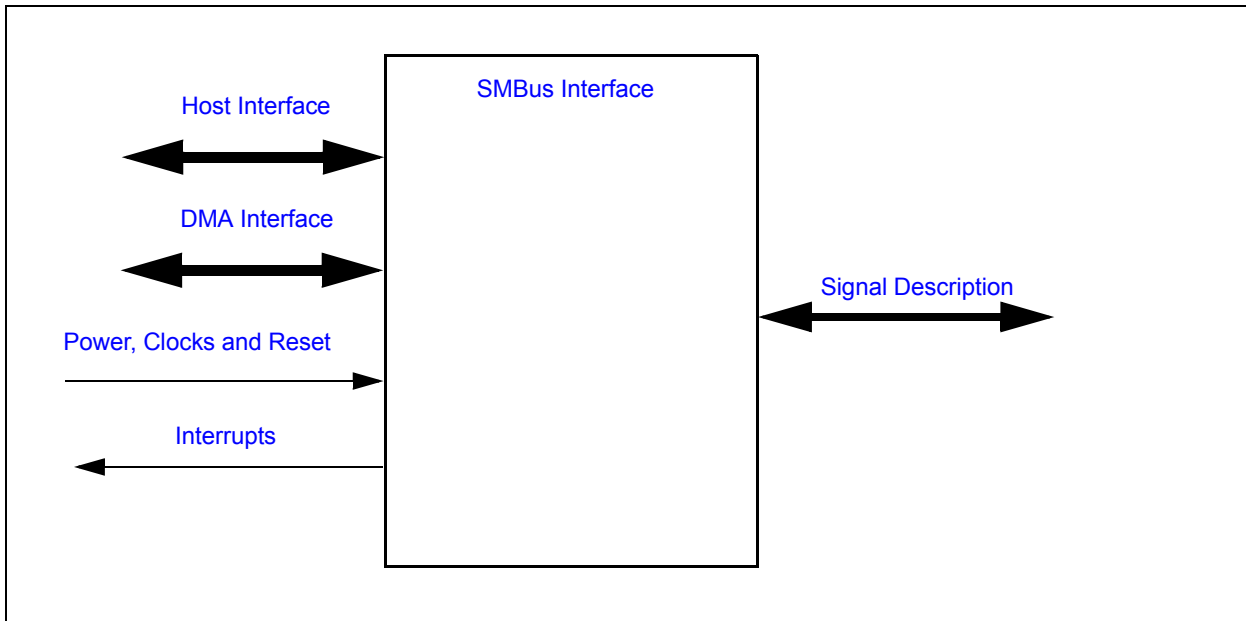 SMBus Interface
Host Interface
DMA Interface
Signal Description
Power, Clocks and Reset
Interrupts